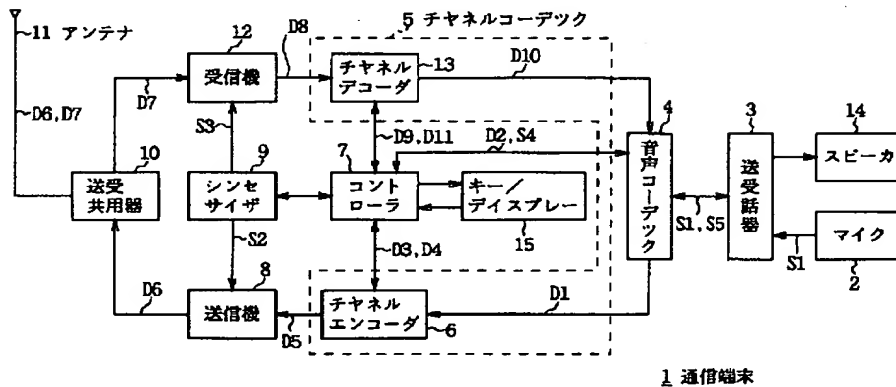 5 チヤネルコーデツク
11 アンテナ
12
受信機
D8
チヤネル
デコーダ
13
D10
D7
D6,D7
S3
D9,D11
D2,S4
4
音声コーデック
3
送受話器
14
スピーカ
10
送受
共用器
9
シンセ
サイザ
7
コント
ローラ
キー/
デイスプレー
15
S1,S5
S1
マイク
2
S2
D3,D4
D6
8
送信機
D5
チヤネル
エンコーダ
6
D1
1 通信端末